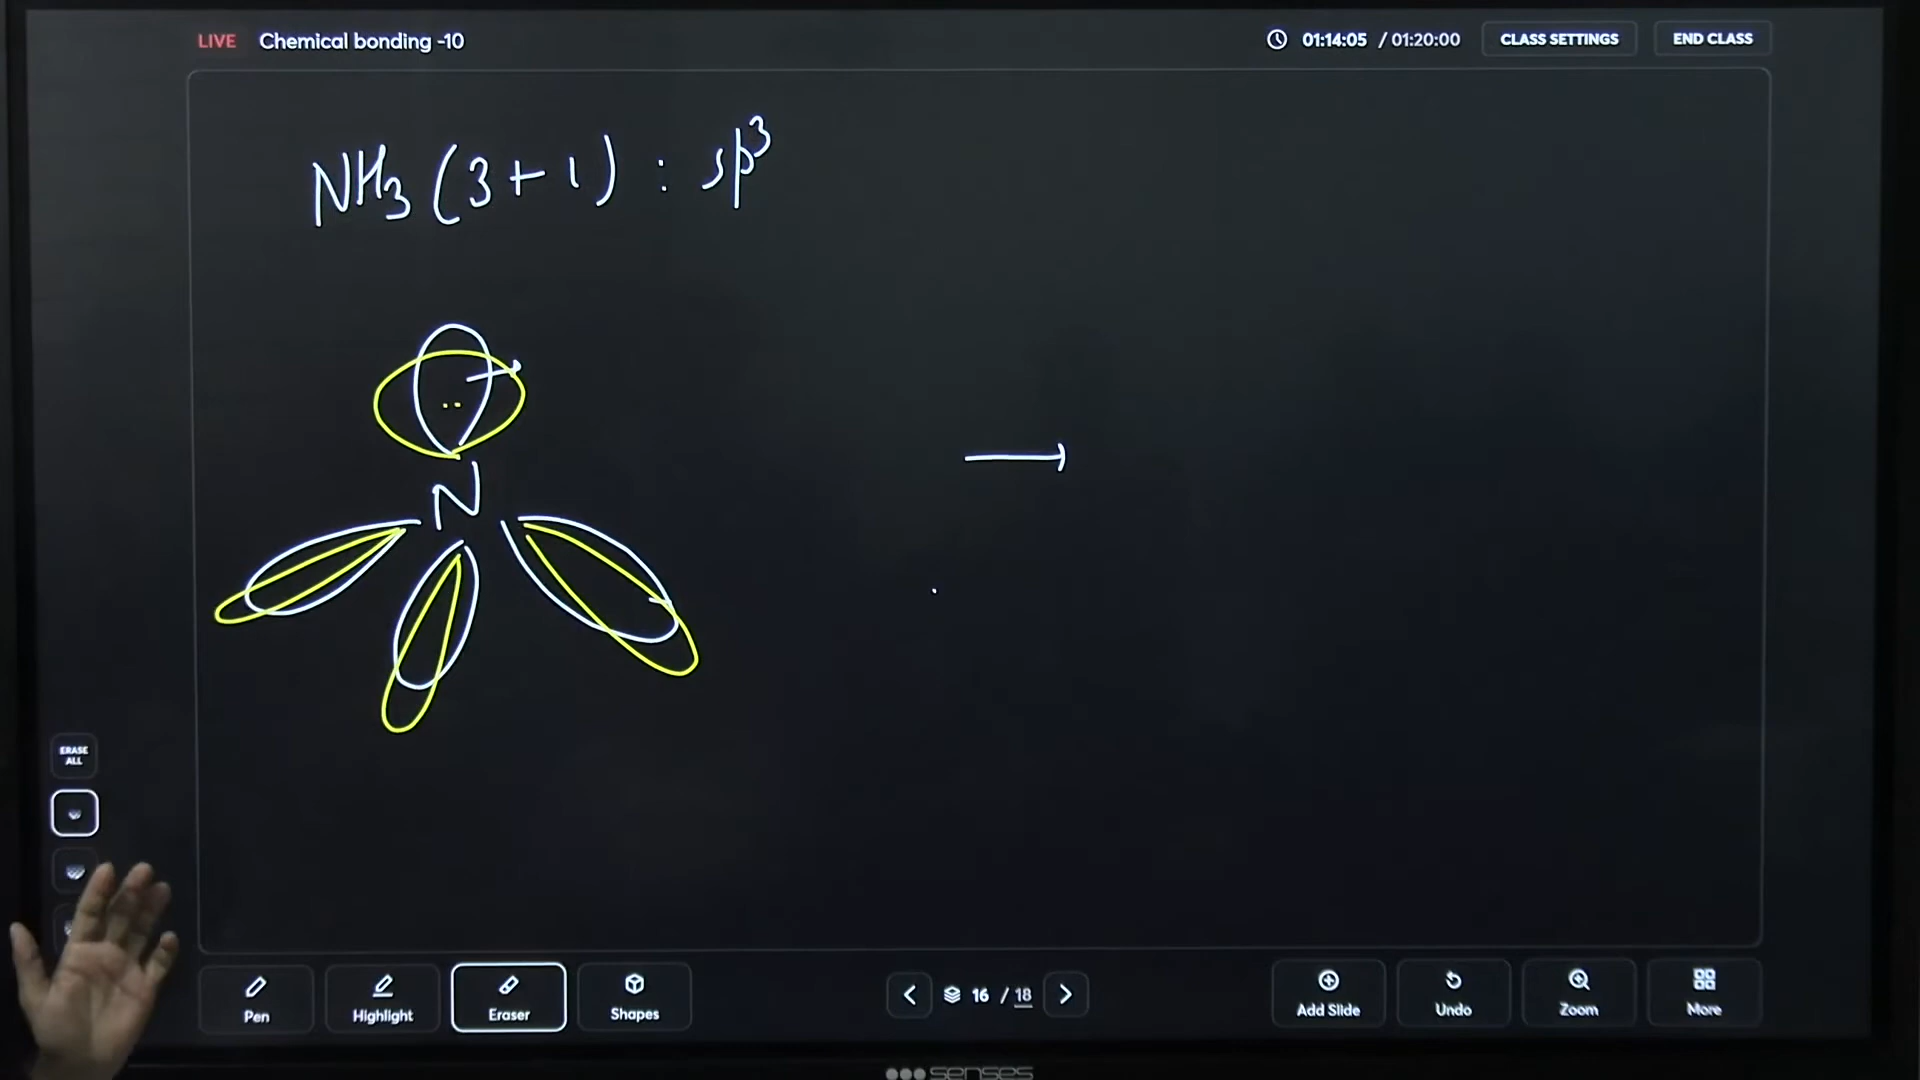 LIVE Chemical bonding -10 01:14:05 / 01:20:00 CLASS SETTINGS END CLASS
NH3 (3+1) : sp³
N
ERASE
ALL
Pen Highlight Eraser Shapes 16 / 18 Add Slide Undo Zoom More
senses